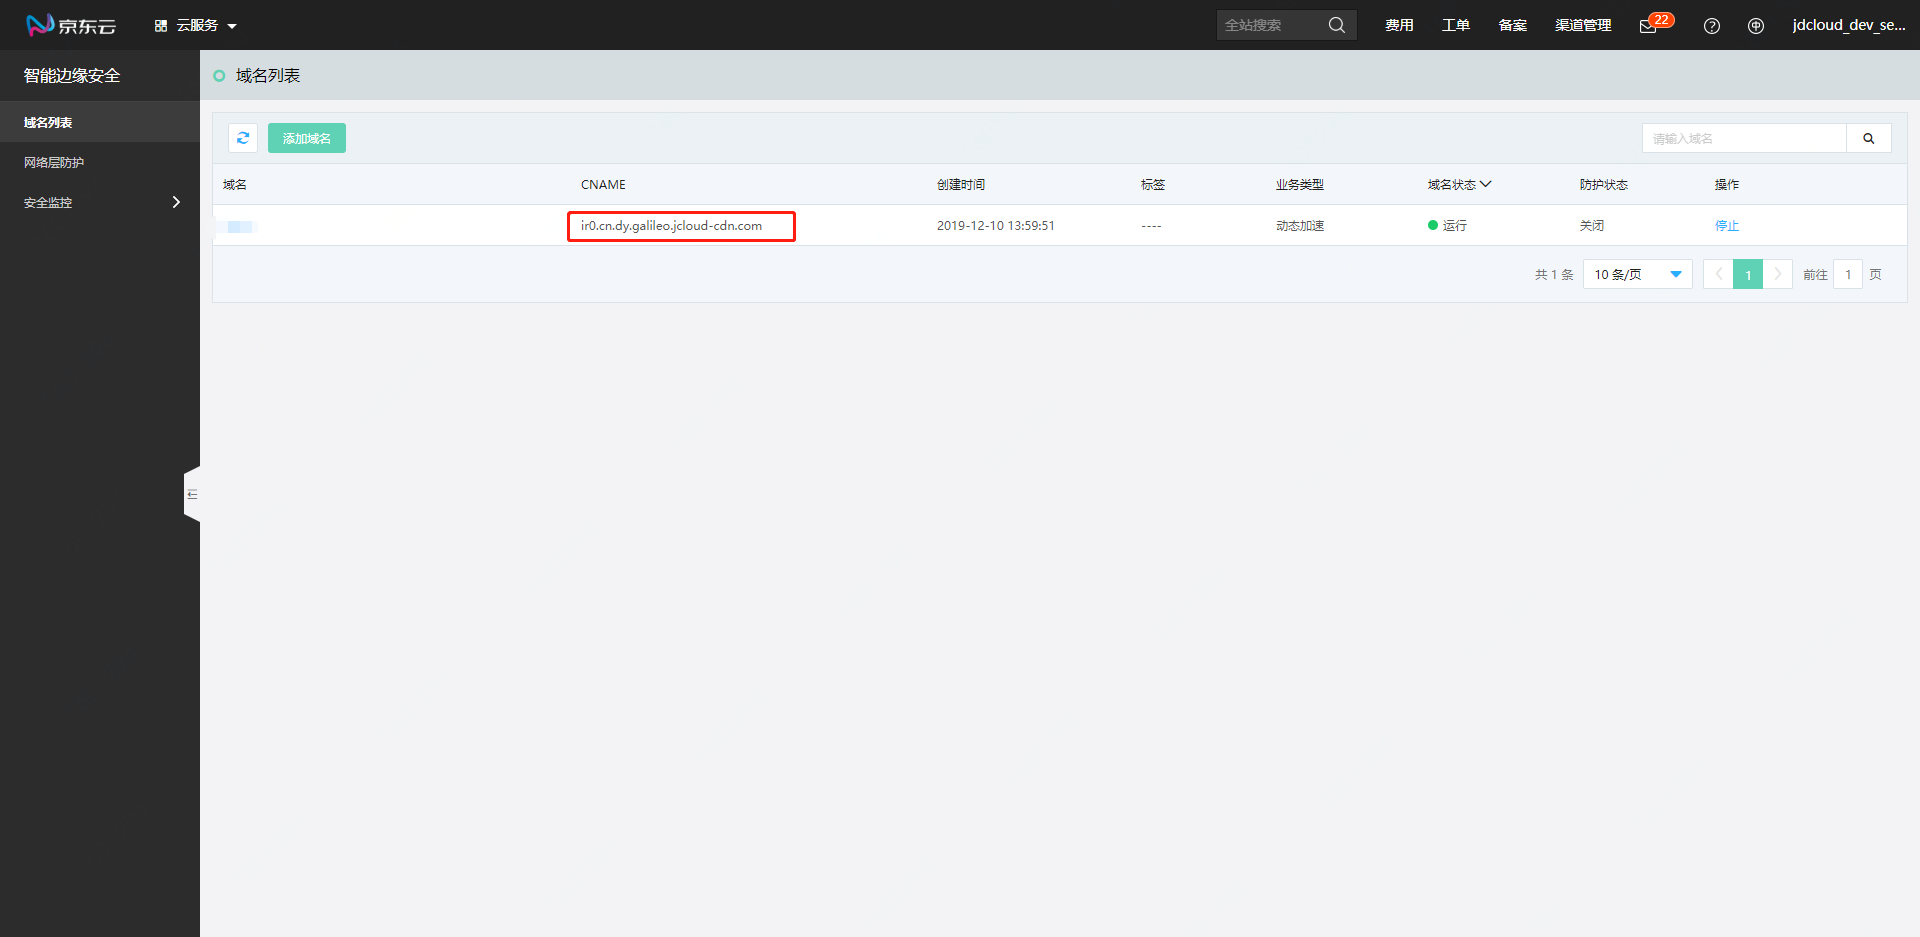 京东云
云服务
全站搜索
费用
工单
备案
渠道管理
22
jdcloud_dev_se...
智能边缘安全
域名列表
网络层防护
安全监控
域名列表
添加域名
请输入域名
域名 CNAME 创建时间 标签 业务类型 域名状态 防护状态 操作
ir0.cn.dy.galileo.jcloud-cdn.com 2019-12-10 13:59:51 ---- 动态加速 运行 关闭 停止
共 1 条 10 条/页 1 前往 1 页